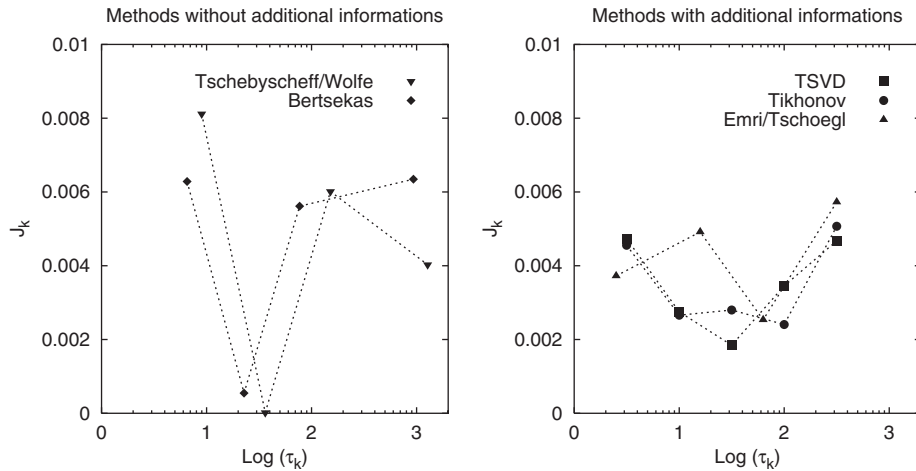 Methods without additional informations
0.01
0.008
0.006
0.004
0.002
0
J_k
Tschebyscheff/Wolfe
Bertsekas
0 1 2 3
Log (τ_k)
Methods with additional informations
0.01
0.008
0.006
0.004
0.002
0
J_k
TSVD
Tikhonov
Emri/Tschoegl
0 1 2 3
Log (τ_k)